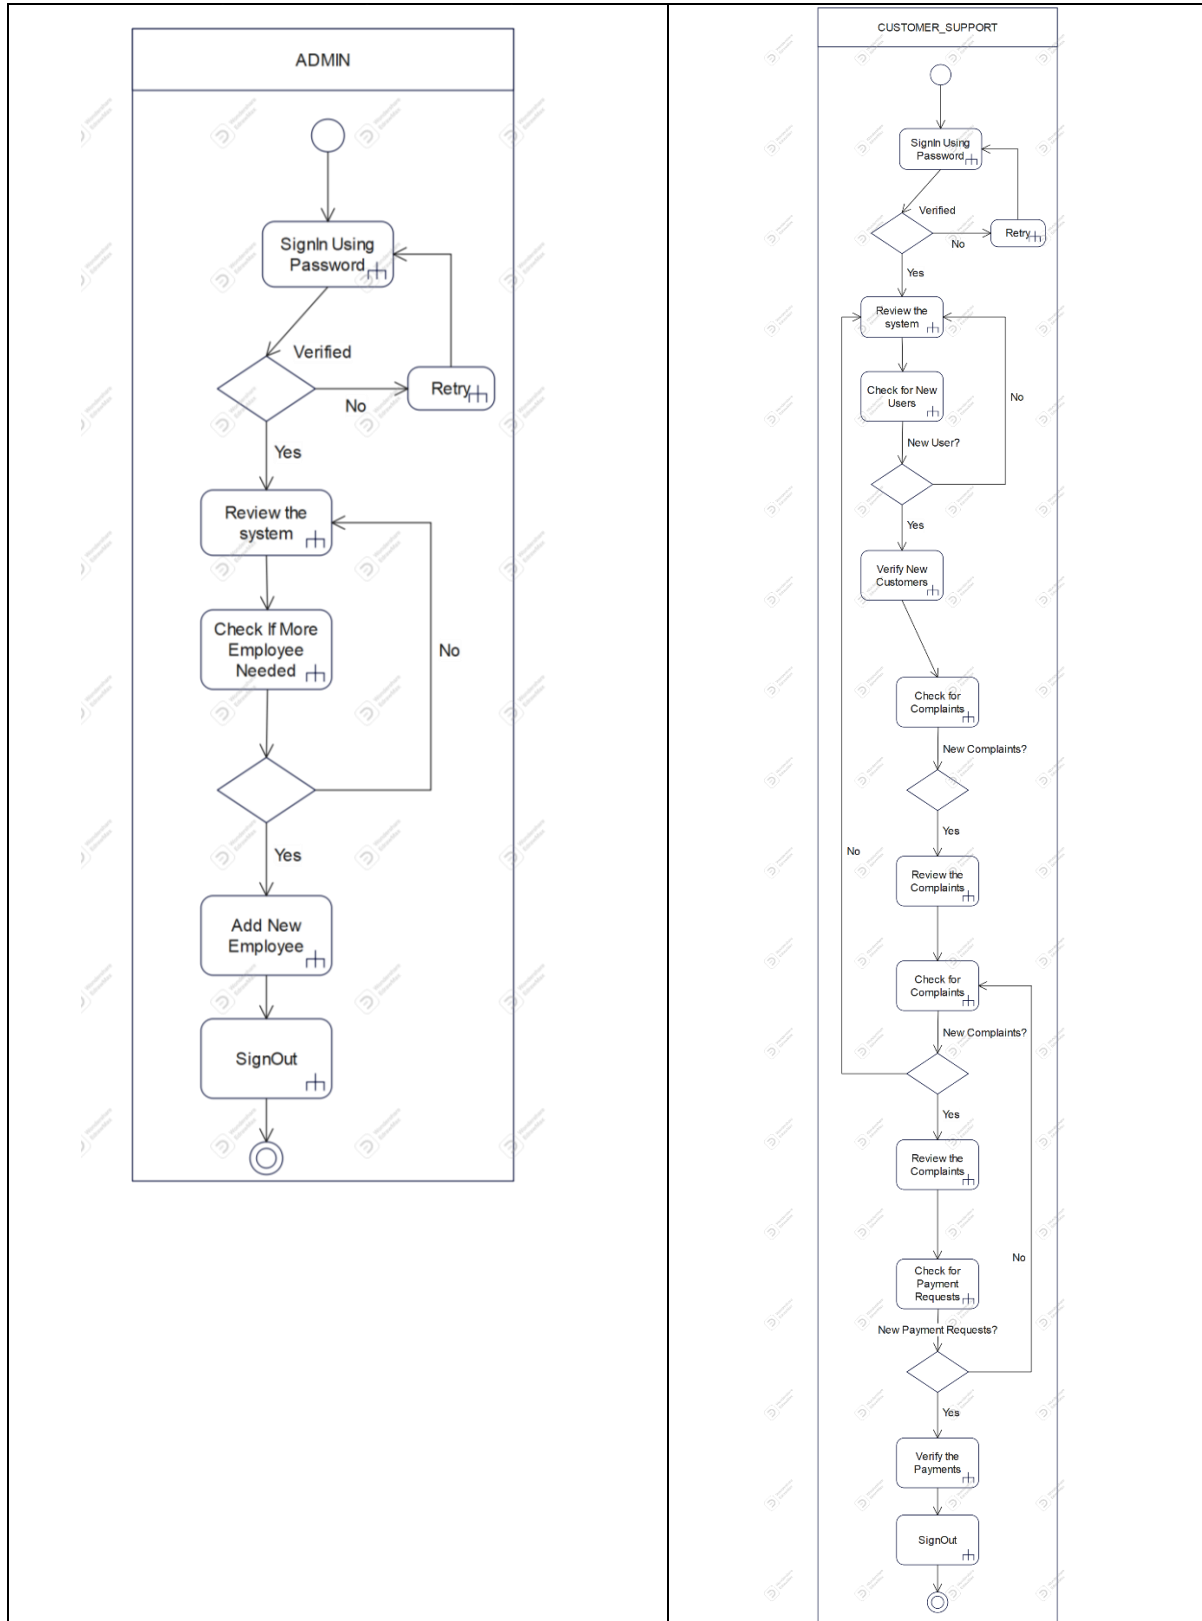 ADMIN
SignIn Using
Password
Verified
No
Retry
Yes
Review the
system
Check If More
Employee
Needed
No
Yes
Add New
Employee
SignOut
CUSTOMER_SUPPORT
SignIn Using
Password
Verified
No
Retry
Yes
Review the
system
Check for New
Users
No
New User?
Yes
Verify New
Customers
Check for
Complaints
New Complaints?
Yes
No
Review the
Complaints
Check for
Complaints
New Complaints?
Yes
Review the
Complaints
No
Check for
Payment
Requests
New Payment Requests?
Yes
Verify the
Payments
SignOut